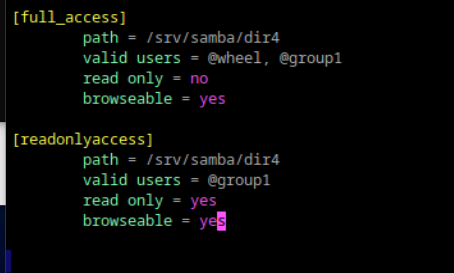 [full_access]
path = /srv/samba/dir4
valid users = @wheel, @group1
read only = no
browseable = yes
[readonlyaccess]
path = /srv/samba/dir4
valid users = @group1
read only = yes
browseable = yes